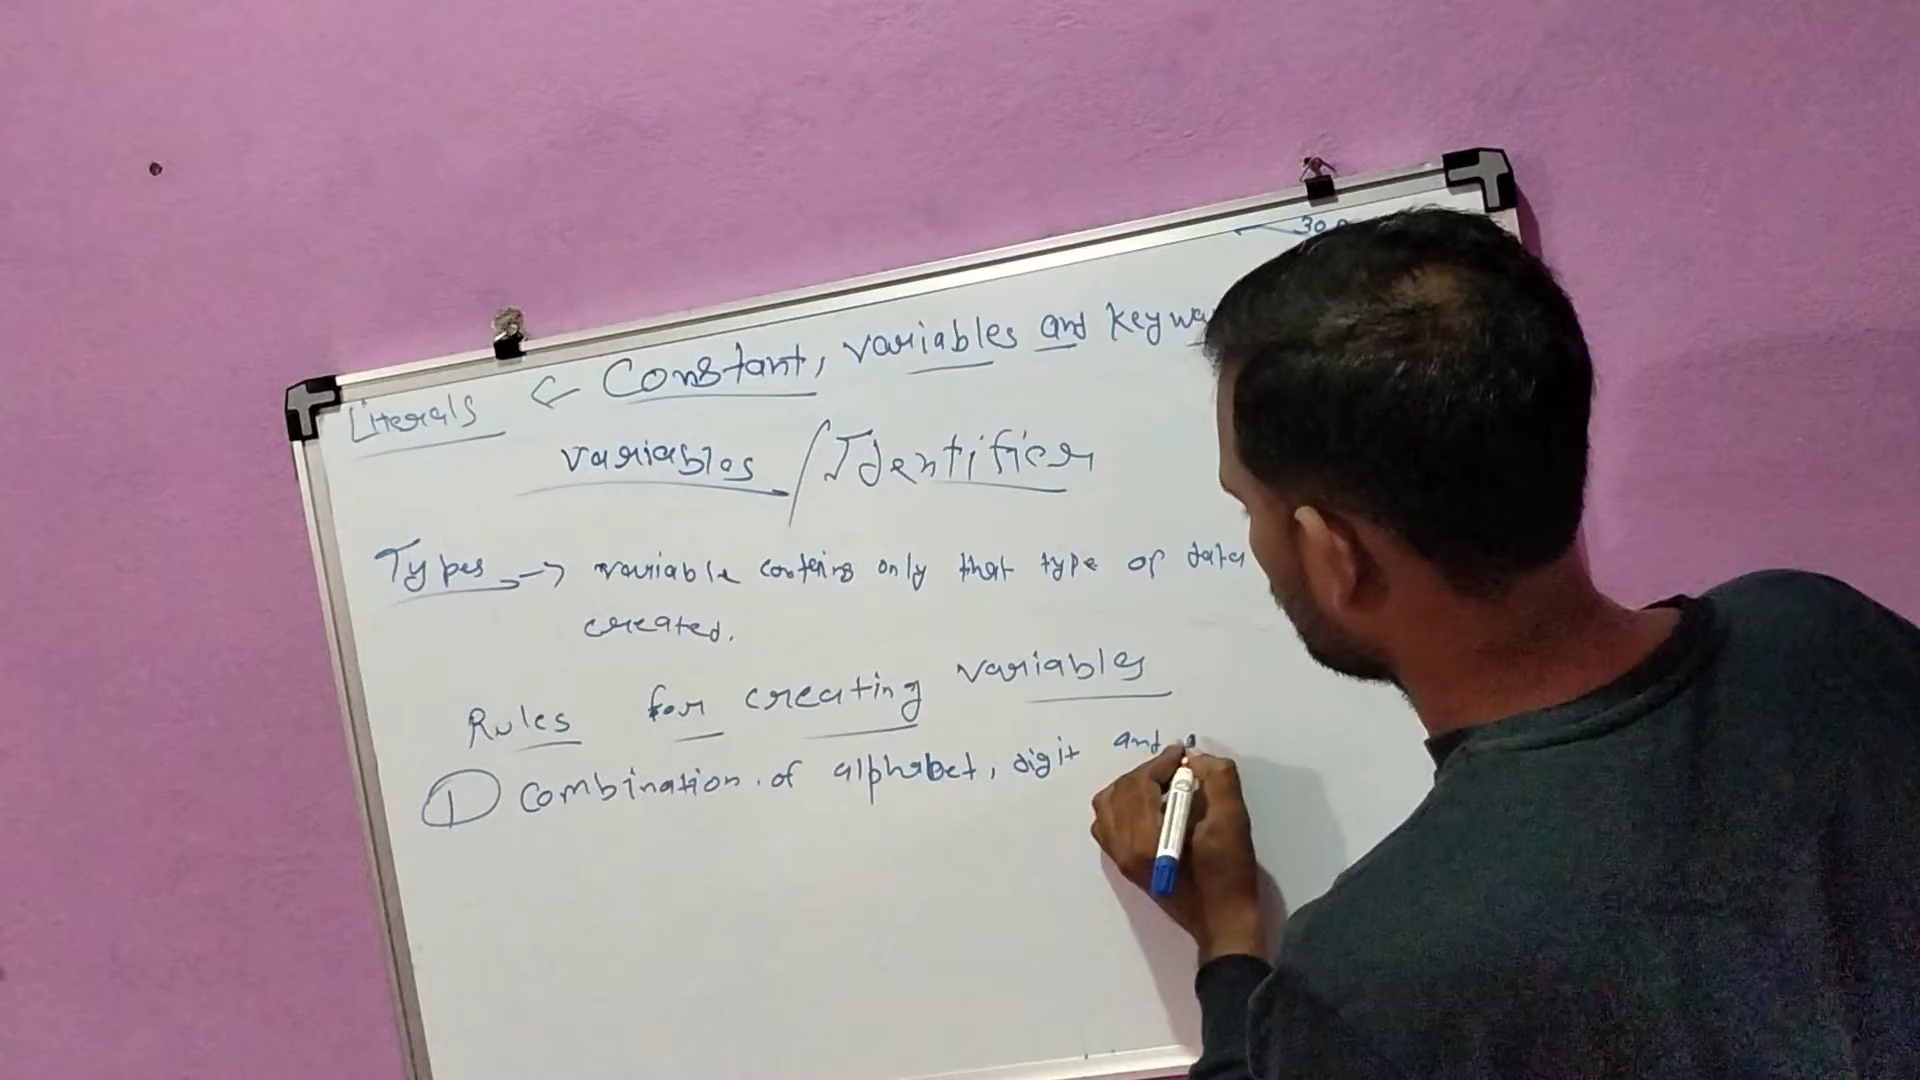 30
Literals <- Constant, variables and keywo
variables / Identifier
Types -> variable contains only that type of data
created.
Rules for creating variables
① Combination of alphabet, digit and